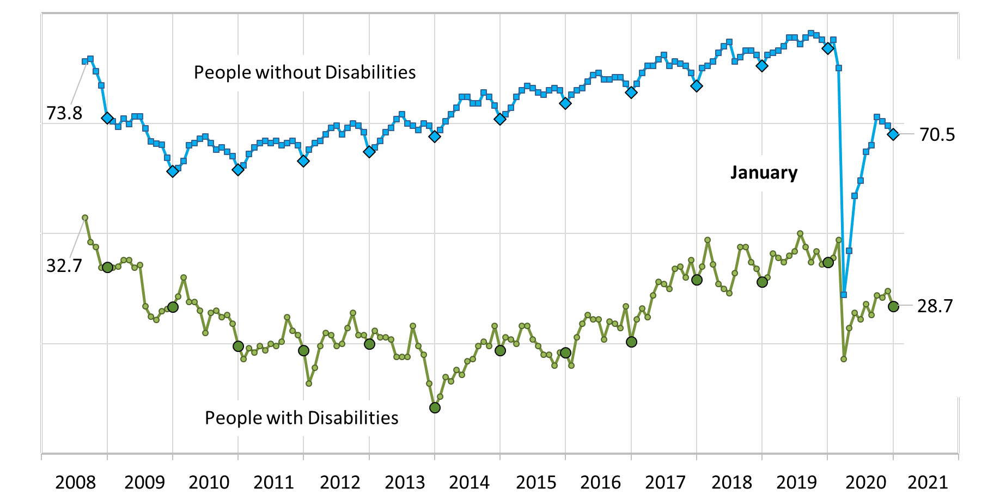 People without Disabilities
73.8
70.5
January
32.7
28.7
People with Disabilities
2008 2009 2010 2011 2012 2013 2014 2015 2016 2017 2018 2019 2020 2021